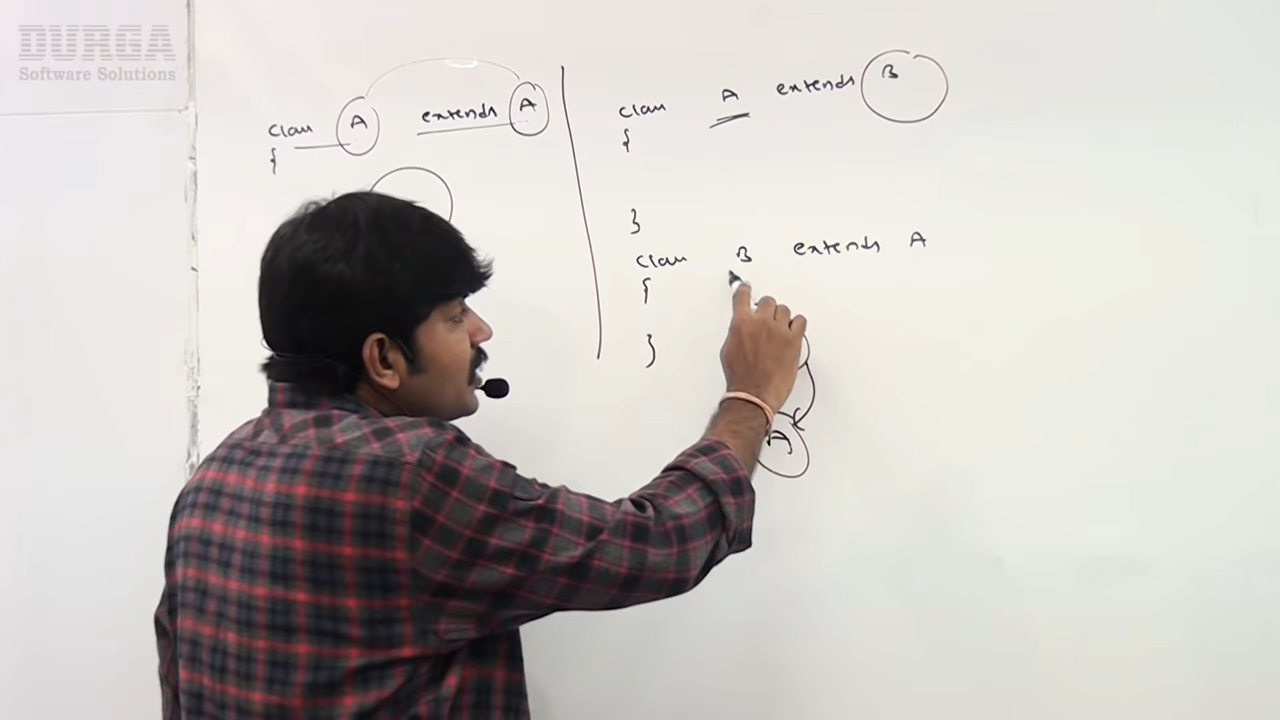 DURGA
Software Solutions
class A extends A
{
class A extends B
{
}
class B extends A
{
}
A